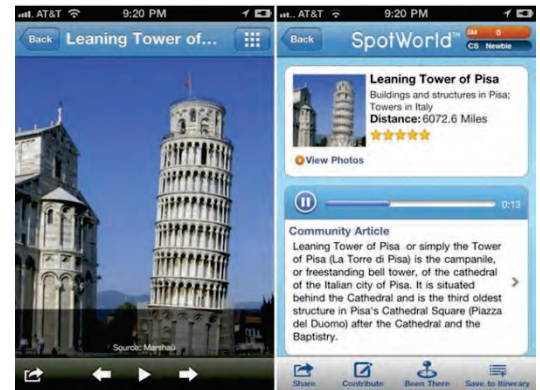 AT&T 9:20 PM
Back Leaning Tower of...
Source: Marshaü
AT&T 9:20 PM
Back SpotWorld™ SM 0
CS Newbie
Leaning Tower of Pisa
Buildings and structures in Pisa;
Towers in Italy
Distance: 6072.6 Miles
View Photos
0:13
Community Article
Leaning Tower of Pisa or simply the Tower
of Pisa (La Torre di Pisa) is the campanile,
or freestanding bell tower, of the cathedral
of the Italian city of Pisa. It is situated
behind the Cathedral and is the third oldest
structure in Pisa's Cathedral Square (Piazza
del Duomo) after the Cathedral and the
Baptistry.
Share Contribute Been There Save to Itinerary